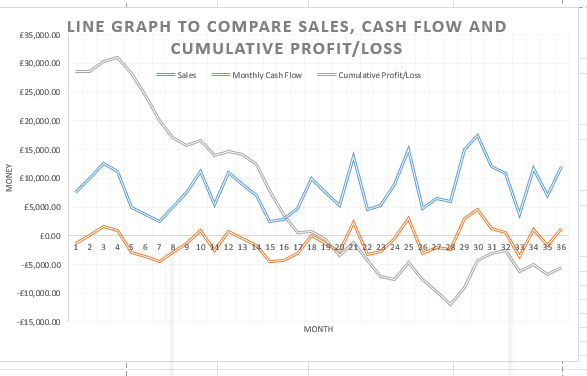 LINE GRAPH TO COMPARE SALES, CASH FLOW AND
CUMULATIVE PROFIT/LOSS
Sales Monthly Cash Flow Cumulative Profit/Loss
£35,000.00
£30,000.00
£25,000.00
£20,000.00
£15,000.00
£10,000.00
£5,000.00
£0.00
-£5,000.00
-£10,000.00
-£15,000.00
MONEY
1 2 3 4 5 6 7 8 9 10 11 12 13 14 15 16 17 18 19 20 21 22 23 24 25 26 27 28 29 30 31 32 33 34 35 36
MONTH